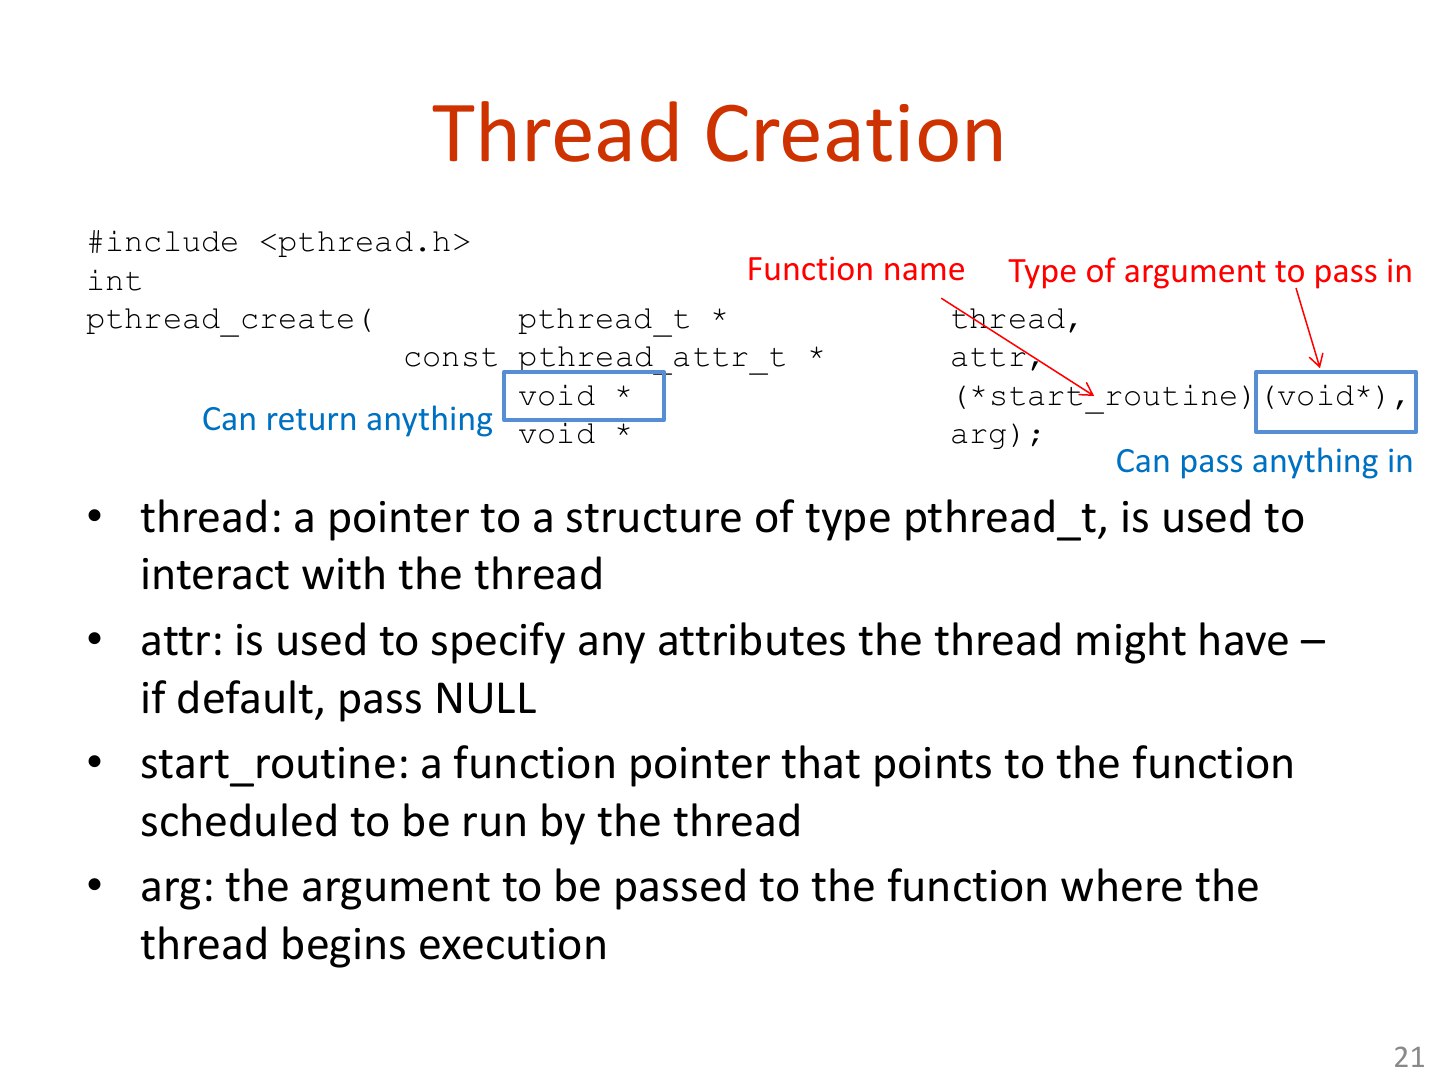 Thread Creation
#include <pthread.h>
int
Function name
Type of argument to pass in
pthread_create( pthread_t * thread,
const pthread_attr_t * attr,
void * (*start_routine)(void*),
Can return anything
void * arg);
Can pass anything in
• thread: a pointer to a structure of type pthread_t, is used to
interact with the thread
• attr: is used to specify any attributes the thread might have –
if default, pass NULL
• start_routine: a function pointer that points to the function
scheduled to be run by the thread
• arg: the argument to be passed to the function where the
thread begins execution
21